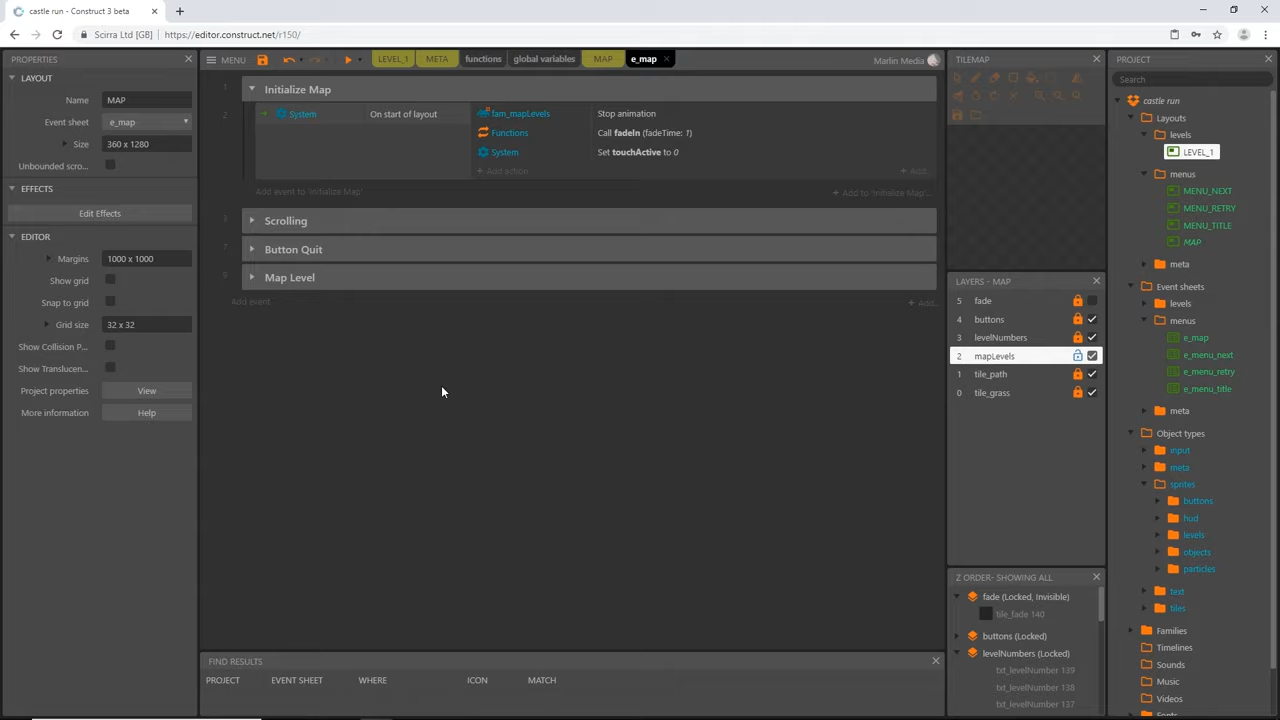 castle run - Construct 3 beta
Scirra Ltd [GB] | https://editor.construct.net/r150/
PROPERTIES
LAYOUT
Name MAP
Event sheet e_map
Size 360 x 1280
Unbounded scro...
EFFECTS
Edit Effects
EDITOR
Margins 1000 x 1000
Show grid
Snap to grid
Grid size 32 x 32
Show Collision P...
Show Translucen...
Project properties View
More information Help
MENU
LEVEL_1 META functions global variables MAP e_map
Marlin Media
1 Initialize Map
2 System On start of layout fam_mapLevels Stop animation
Functions Call fadeIn (fadeTime: 1)
System Set touchActive to 0
Add action Add...
Add event to 'Initialize Map' Add to 'Initialize Map'...
3 Scrolling
7 Button Quit
9 Map Level
Add event Add...
FIND RESULTS
PROJECT EVENT SHEET WHERE ICON MATCH
TILEMAP
LAYERS - MAP
5 fade
4 buttons
3 levelNumbers
2 mapLevels
1 tile_path
0 tile_grass
Z ORDER- SHOWING ALL
fade (Locked, Invisible)
tile_fade 140
buttons (Locked)
levelNumbers (Locked)
txt_levelNumber 139
txt_levelNumber 138
txt_levelNumber 137
PROJECT
Search
castle run
Layouts
levels
LEVEL_1
menus
MENU_NEXT
MENU_RETRY
MENU_TITLE
MAP
meta
Event sheets
levels
menus
e_map
e_menu_next
e_menu_retry
e_menu_title
meta
Object types
input
meta
sprites
buttons
hud
levels
objects
particles
text
tiles
Families
Timelines
Sounds
Music
Videos
Fonts